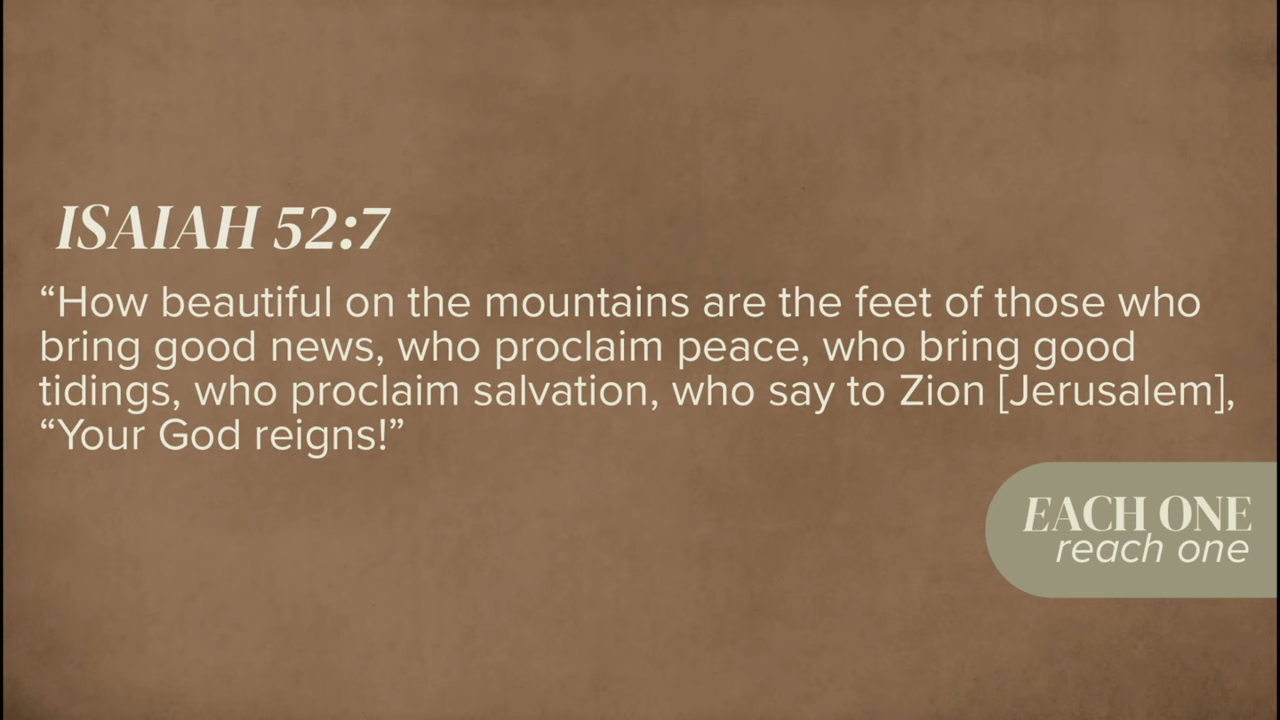 ISAIAH 52:7
“How beautiful on the mountains are the feet of those who
bring good news, who proclaim peace, who bring good
tidings, who proclaim salvation, who say to Zion [Jerusalem],
“Your God reigns!”
EACH ONE
reach one